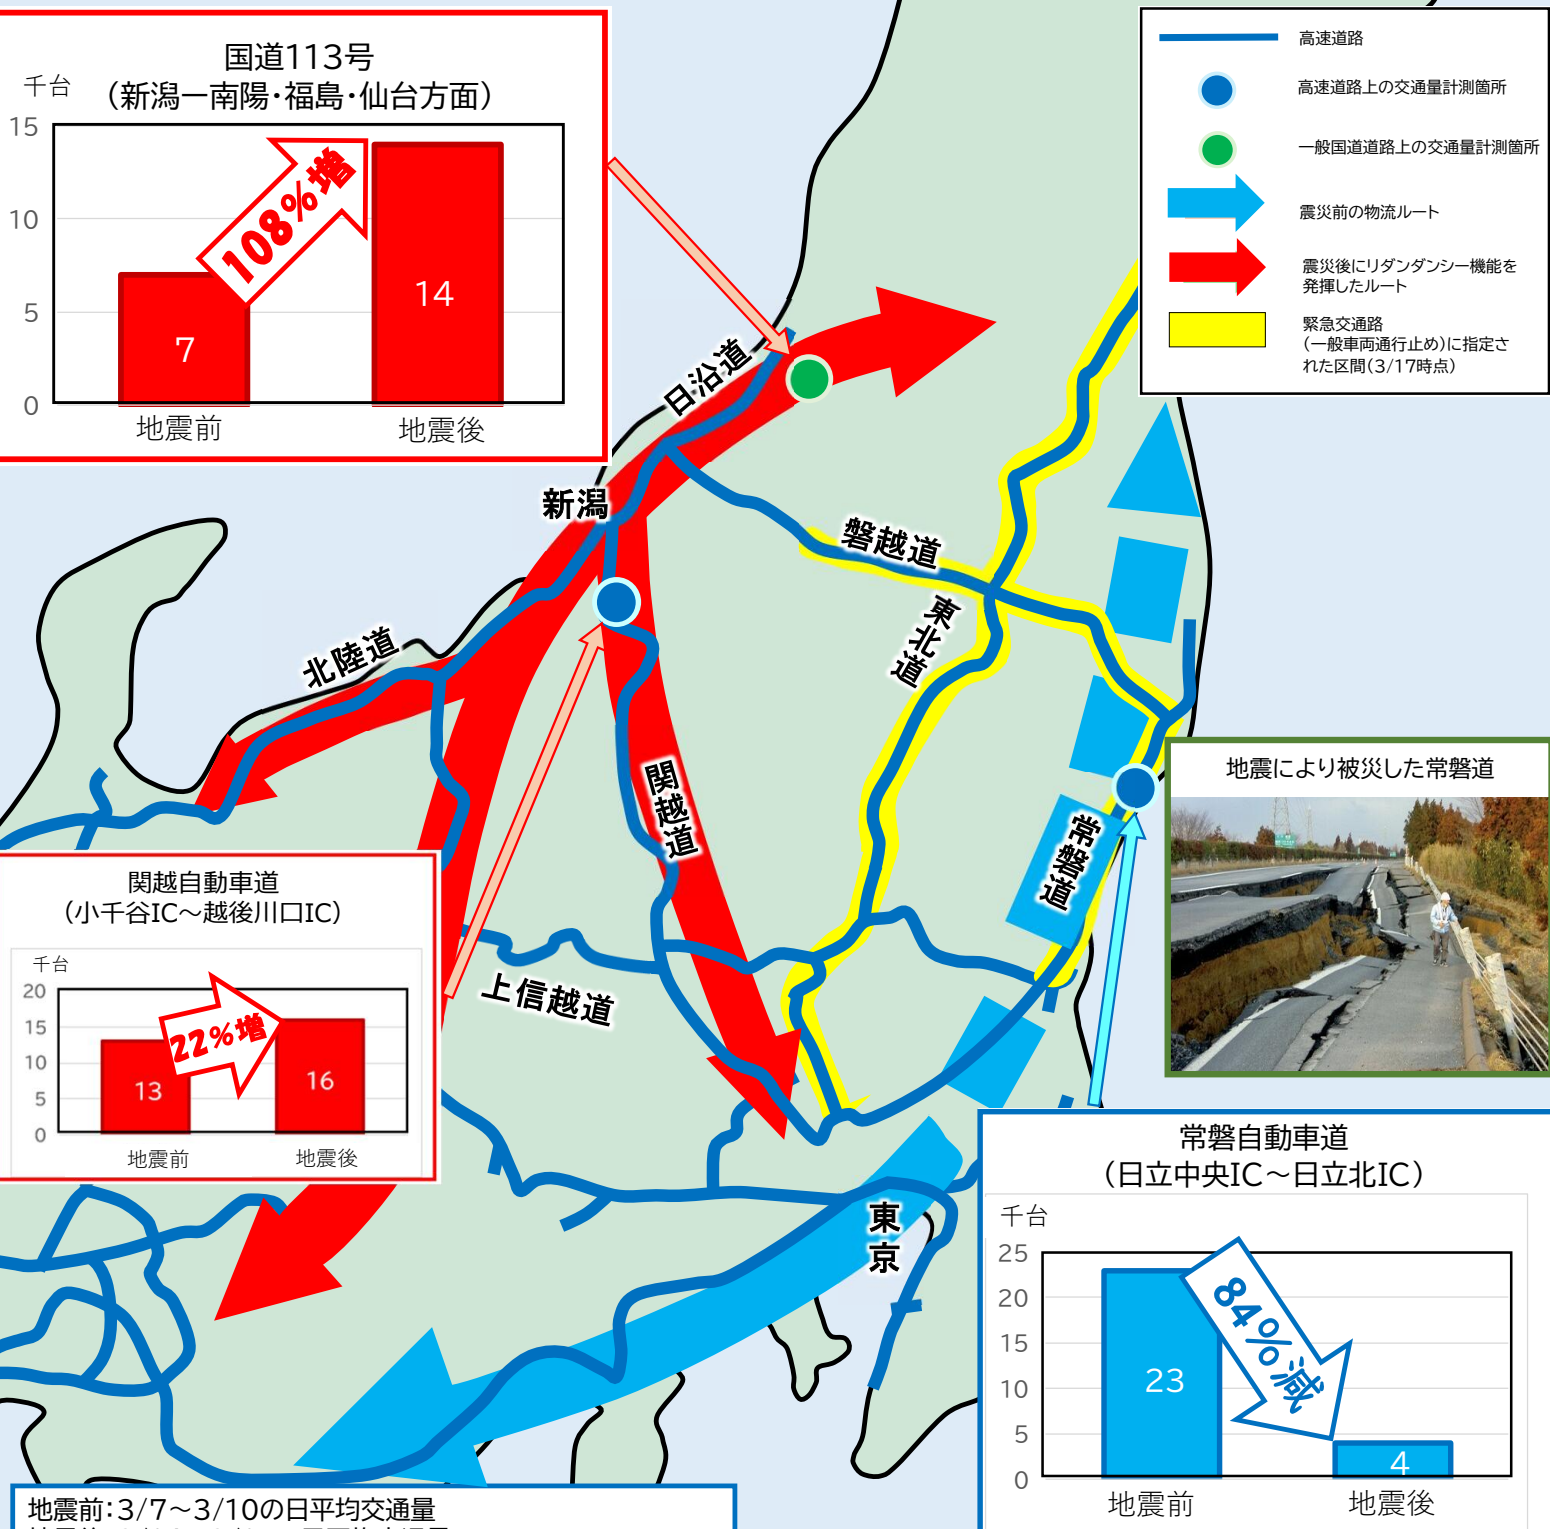 国道113号
（新潟ー南陽・福島・仙台方面）
千台
15
10
5
0
108%増
7
14
地震前
地震後
高速道路
高速道路上の交通量計測箇所
一般国道道路上の交通量計測箇所
震災前の物流ルート
震災後にリダンダンシー機能を
発揮したルート
緊急交通路
（一般車両通行止め）に指定さ
れた区間（3/17時点）
日沿道
新潟
磐越道
東北道
北陸道
関越道
常磐道
上信越道
東京
地震により被災した常磐道
関越自動車道
（小千谷IC～越後川口IC）
千台
20
15
10
5
0
22%増
13
16
地震前
地震後
常磐自動車道
（日立中央IC～日立北IC）
千台
25
20
15
10
5
0
84%減
23
4
地震前
地震後
地震前：3/7～3/10の日平均交通量